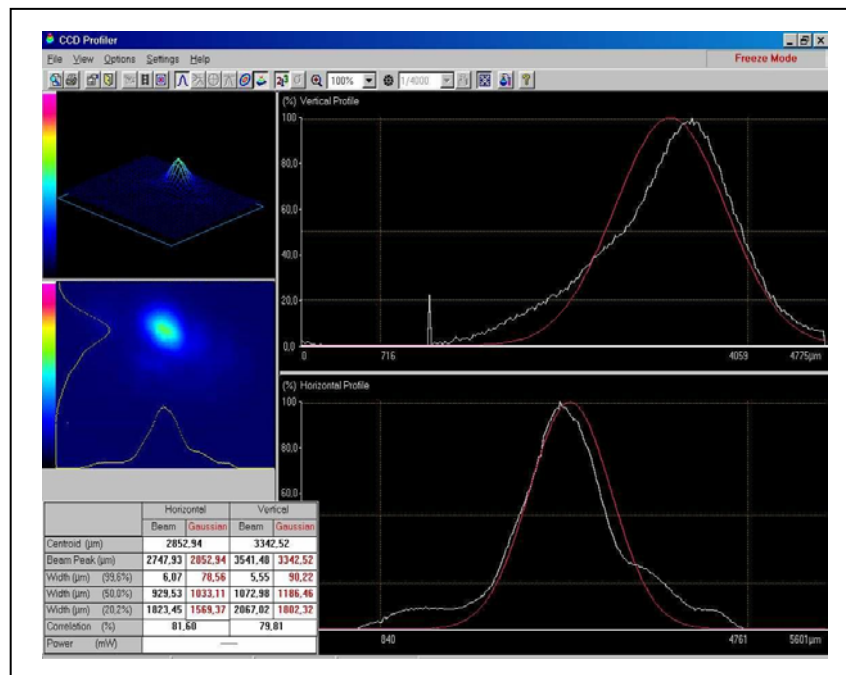 CCD Profiler
File View Options Settings Help
Freeze Mode
100%
1/4000
(%) Vertical Profile
100
80,0
60,0
40,0
20,0
0,0
0 716 4059 4775µm
(%) Horizontal Profile
100
80,0
60,0
840 4761 5601µm
Horizontal Vertical
Beam Gaussian Beam Gaussian
Centroid (µm) 2852,94 3342,52
Beam Peak (µm) 2747,93 2852,94 3541,48 3342,52
Width (µm) (99,6%) 6,07 78,56 5,55 90,22
Width (µm) (50,0%) 929,53 1033,11 1072,98 1186,46
Width (µm) (20,2%) 1823,45 1569,37 2067,02 1802,32
Correlation (%) 81,60 79,81
Power (mW) ----